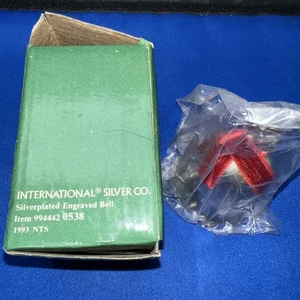 INTERNATIONAL® SILVER CO.
Silverplated Engraved Bell
Item 994442 0538
1993 NTS